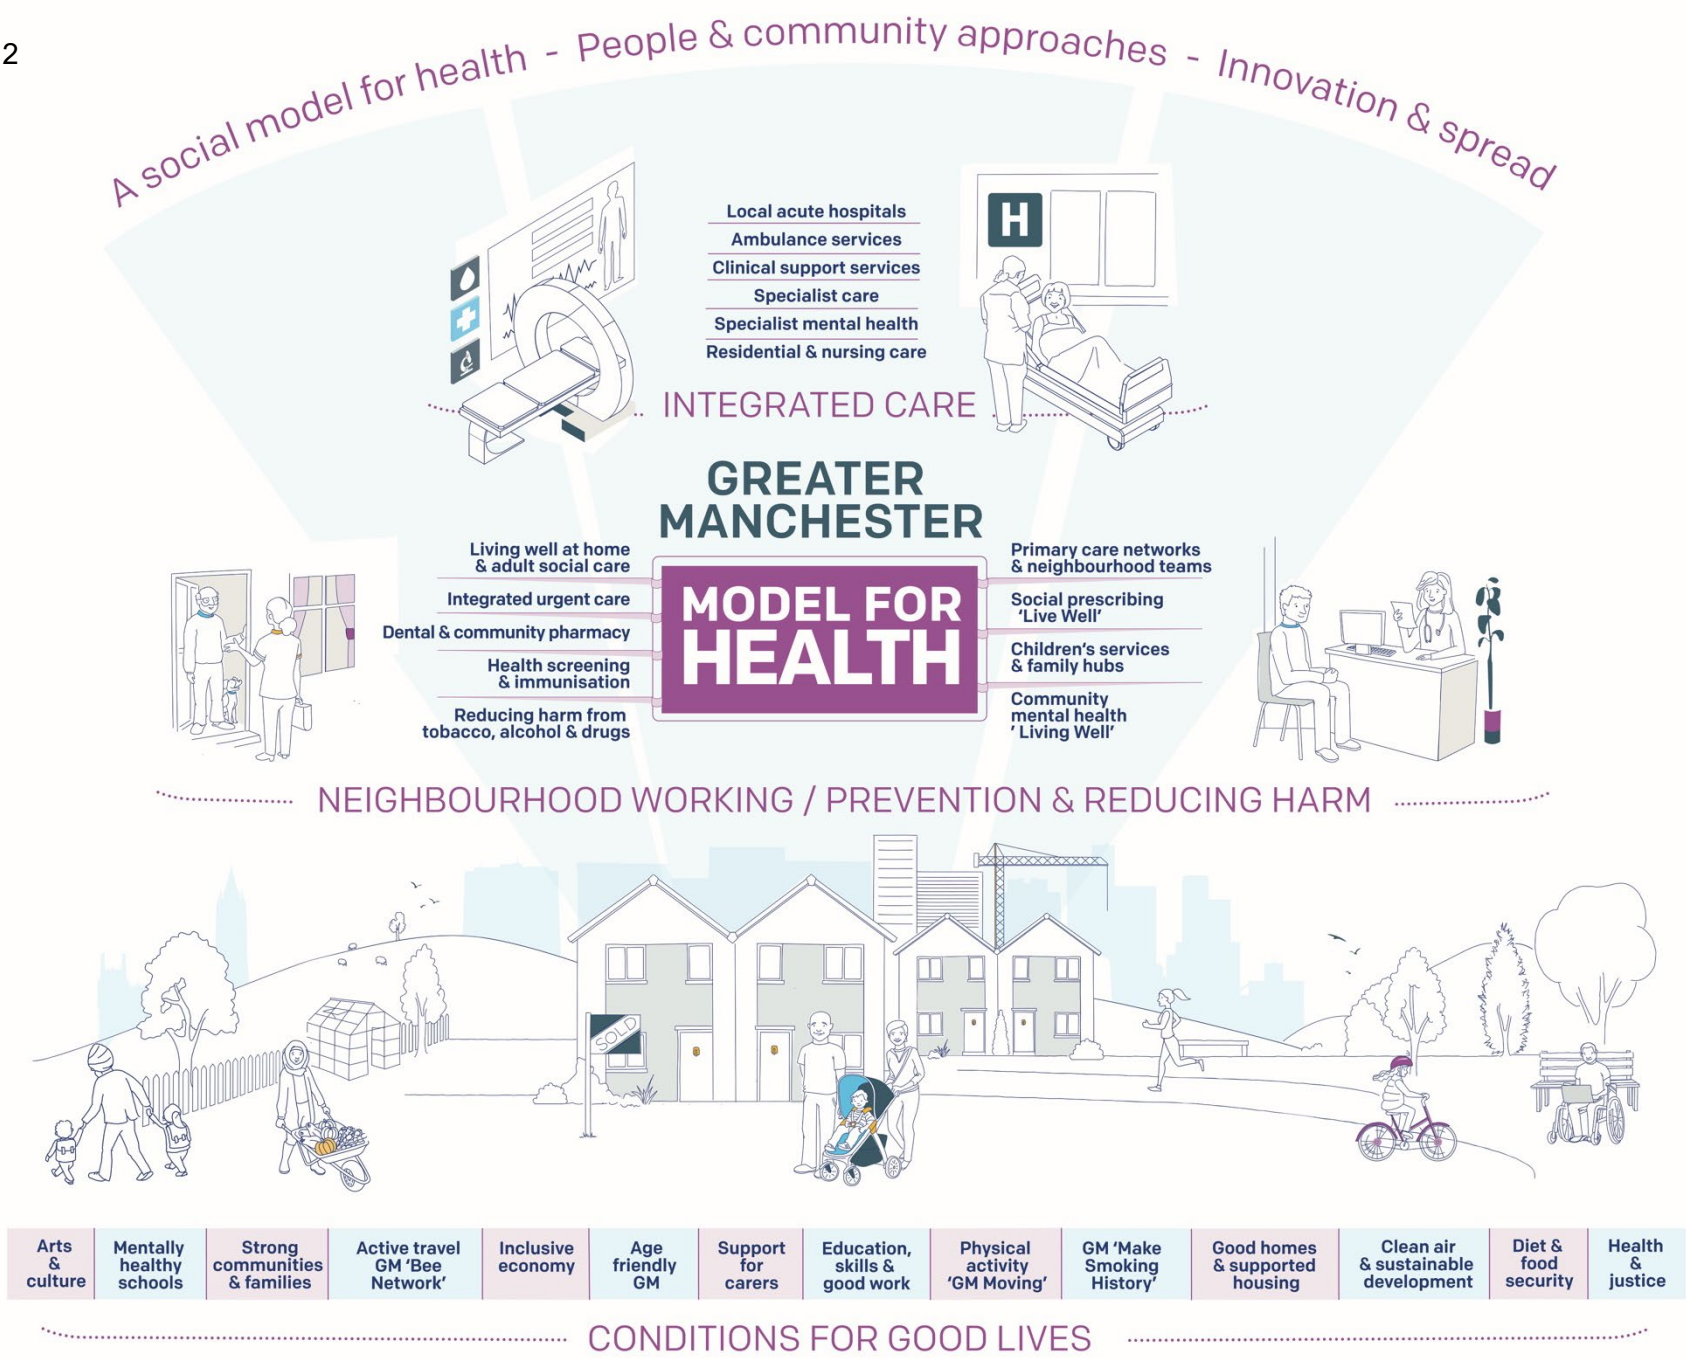 2
A social model for health - People & community approaches - Innovation & spread
H
Local acute hospitals
Ambulance services
Clinical support services
Specialist care
Specialist mental health
Residential & nursing care
INTEGRATED CARE
GREATER
MANCHESTER
MODEL FOR
HEALTH
Living well at home
& adult social care
Integrated urgent care
Dental & community pharmacy
Health screening
& immunisation
Reducing harm from
tobacco, alcohol & drugs
Primary care networks
& neighbourhood teams
Social prescribing
‘Live Well’
Children’s services
& family hubs
Community
mental health
’ Living Well’
NEIGHBOURHOOD WORKING / PREVENTION & REDUCING HARM
SOLD
Arts
&
culture
Mentally
healthy
schools
Strong
communities
& families
Active travel
GM ‘Bee
Network’
Inclusive
economy
Age
friendly
GM
Support
for
carers
Education,
skills &
good work
Physical
activity
‘GM Moving’
GM ‘Make
Smoking
History’
Good homes
& supported
housing
Clean air
& sustainable
development
Diet &
food
security
Health
&
justice
CONDITIONS FOR GOOD LIVES